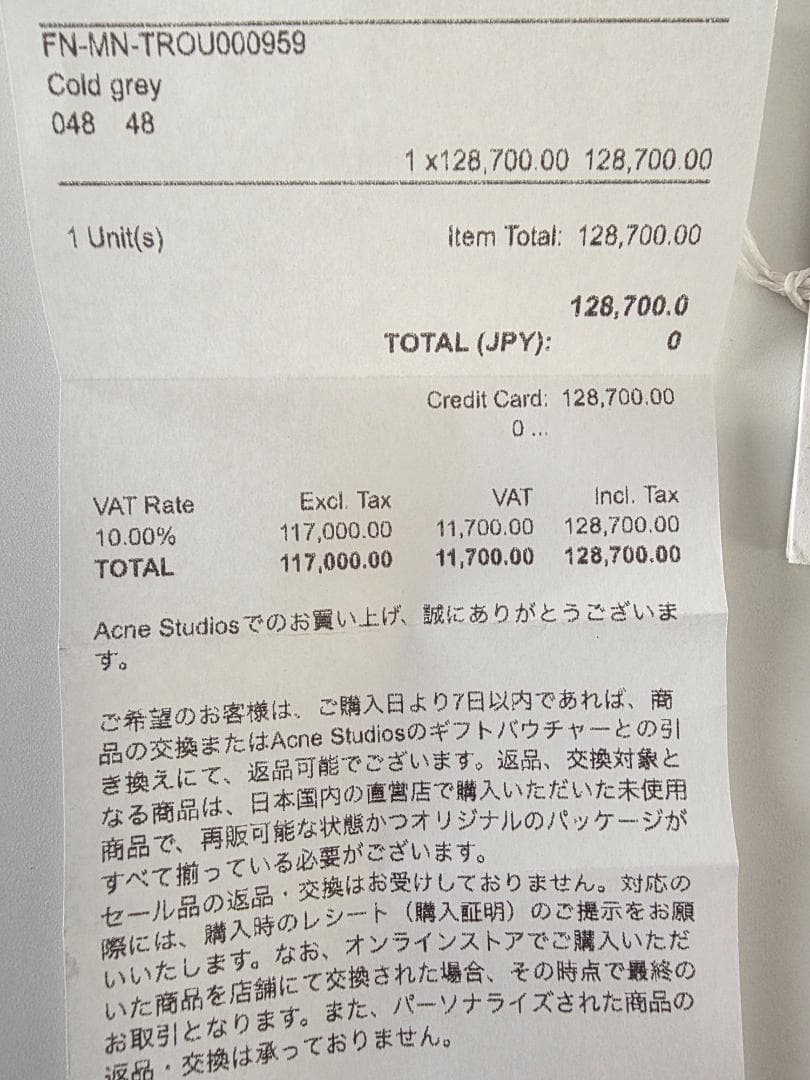 FN-MN-TROU000959
Cold grey
048 48
1 x128,700.00 128,700.00
1 Unit(s) Item Total: 128,700.00
128,700.0
TOTAL (JPY): 0
Credit Card: 128,700.00
0 ...
VAT Rate Excl. Tax VAT Incl. Tax
10.00% 117,000.00 11,700.00 128,700.00
TOTAL 117,000.00 11,700.00 128,700.00
Acne Studiosでのお買い上げ、誠にありがとうございま
す。
ご希望のお客様は、ご購入日より7日以内であれば、商
品の交換またはAcne Studiosのギフトバウチャーとの引
き換えにて、返品可能でございます。返品、交換対象と
なる商品は、日本国内の直営店で購入いただいた未使用
商品で、再販可能な状態かつオリジナルのパッケージが
すべて揃っている必要がございます。
セール品の返品・交換はお受けしておりません。対応の
際には、購入時のレシート（購入証明）のご提示をお願
いいたします。なお、オンラインストアでご購入いただ
いた商品を店舗にて交換された場合、その時点で最終の
お取引となります。また、パーソナライズされた商品の
返品・交換は承っておりません。